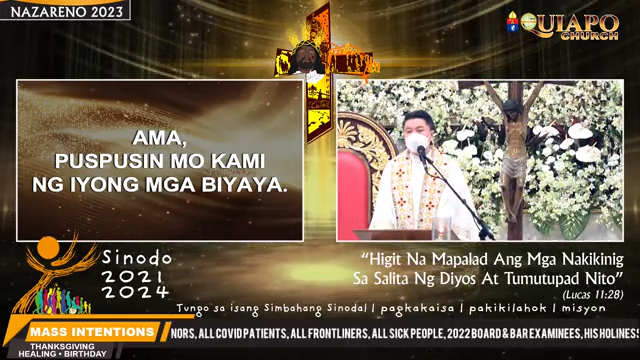 NAZARENO 2023
QUIAPO
CHURCH
AMA,
PUSPUSIN MO KAMI
NG IYONG MGA BIYAYA.
Sinodo
2021
2024
“Higit Na Mapalad Ang Mga Nakikinig
Sa Salita Ng Diyos At Tumutupad Nito”
(Lucas 11:28)
Tungo sa isang Simbahang Sinodal | pagkakaisa | pakikilahok | misyon
MASS INTENTIONS
NORS, ALL COVID PATIENTS, ALL FRONTLINERS, ALL SICK PEOPLE, 2022 BOARD & BAR EXAMINEES, HIS HOLINESS
THANKSGIVING
HEALING • BIRTHDAY